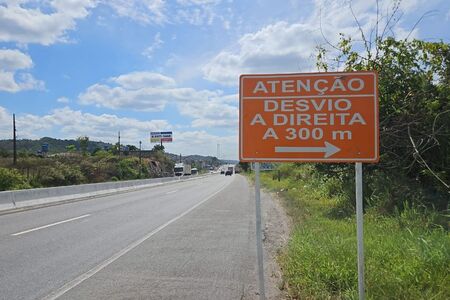 ATENÇÃO
DESVIO
A DIREITA
A 300 m